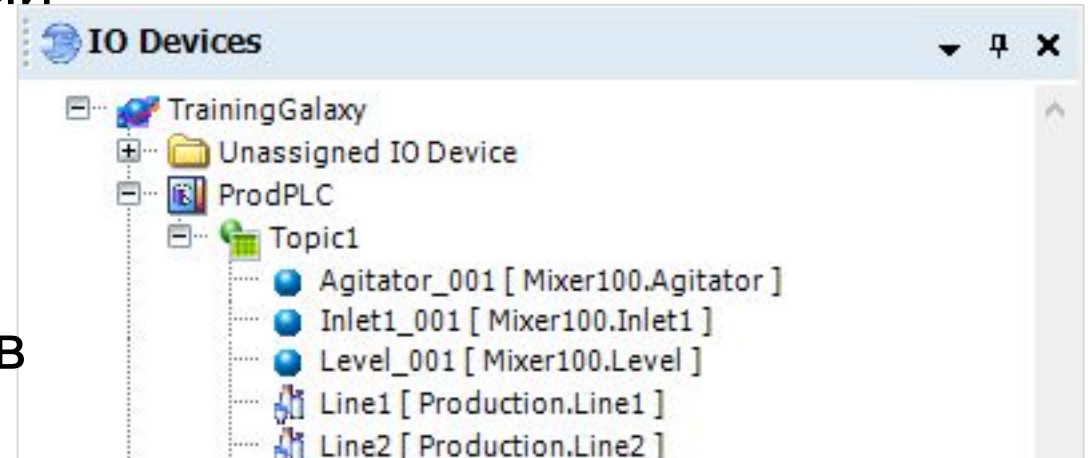 IO Devices
TrainingGalaxy
Unassigned IO Device
ProdPLC
Topic1
Agitator_001 [ Mixer100.Agitator ]
Inlet1_001 [ Mixer100.Inlet1 ]
в
Level_001 [ Mixer100.Level ]
Line1 [ Production.Line1 ]
Line2 [ Production.Line2 ]